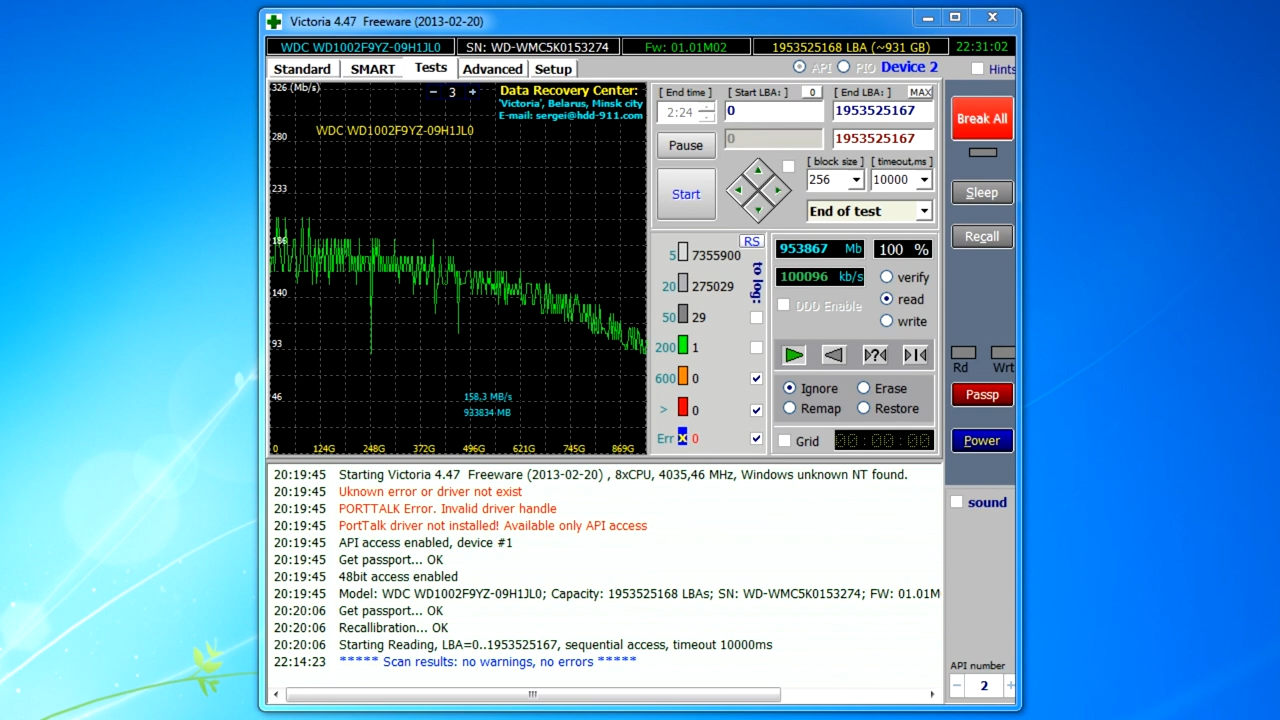 Victoria 4.47 Freeware (2013-02-20)
WDC WD1002F9YZ-09H1JL0 SN: WD-WMC5K0153274 Fw: 01.01M02 1953525168 LBA (~931 GB) 22:31:02
Standard SMART Tests Advanced Setup API PIO Device 2 Hints
326 (Mb/s)
280
233
186
140
93
46
0 124G 248G 372G 496G 621G 745G 869G
− 3 +
Data Recovery Center:
'Victoria', Belarus, Minsk city
E-mail: sergei@hdd-911.com
WDC WD1002F9YZ-09H1JL0
158,3 MB/s
933834 MB
[ End time ] [ Start LBA: ] 0 [ End LBA: ] MAX
2:24 0 1953525167
Pause 0 1953525167
Start
[ block size ] [ timeout,ms ]
256 10000
End of test
RS
to log:
5 7355900
20 275029
50 29
200 1
600 0
> 0
Err x 0
953867 Mb 100 %
100096 kb/s
verify
DDD Enable read
write
?
Ignore Erase
Remap Restore
Grid 00:00:00
Break All
Sleep
Recall
Rd Wrt
Passp
Power
sound
API number
− 2 +
20:19:45 Starting Victoria 4.47 Freeware (2013-02-20) , 8xCPU, 4035,46 MHz, Windows unknown NT found.
20:19:45 Uknown error or driver not exist
20:19:45 PORTTALK Error. Invalid driver handle
20:19:45 PortTalk driver not installed! Available only API access
20:19:45 API access enabled, device #1
20:19:45 Get passport... OK
20:19:45 48bit access enabled
20:19:45 Model: WDC WD1002F9YZ-09H1JL0; Capacity: 1953525168 LBAs; SN: WD-WMC5K0153274; FW: 01.01M
20:20:06 Get passport... OK
20:20:06 Recallibration... OK
20:20:06 Starting Reading, LBA=0..1953525167, sequential access, timeout 10000ms
22:14:23 ***** Scan results: no warnings, no errors *****